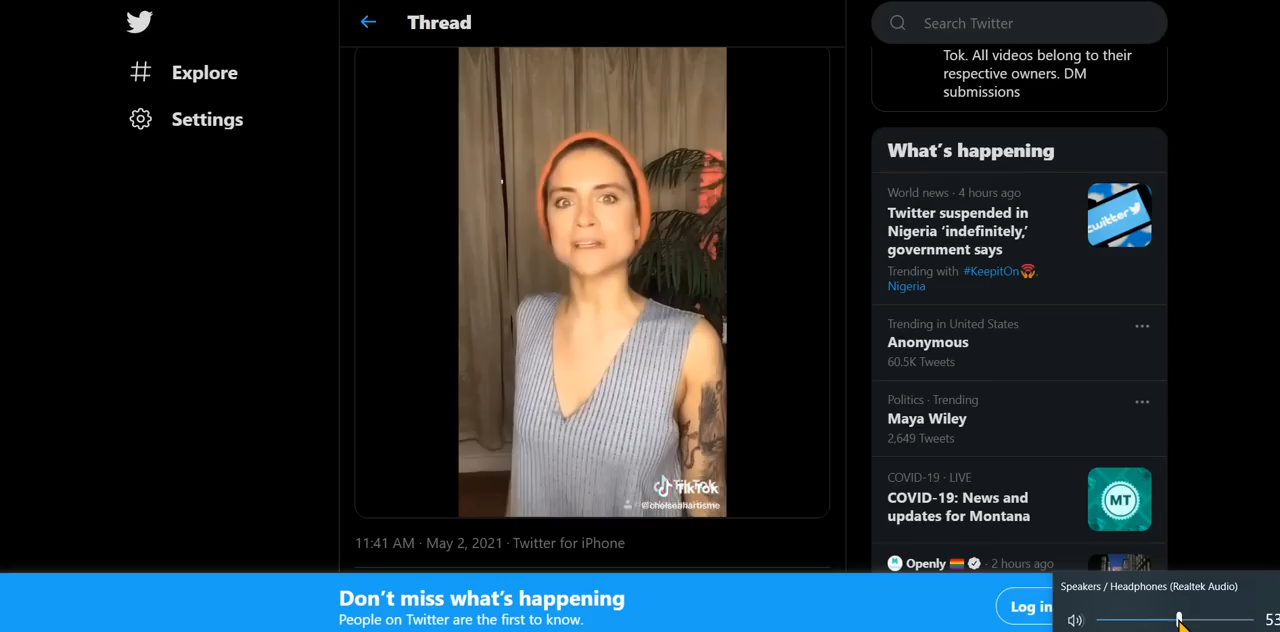 Explore
Settings
Thread
TikTok
@chelseahartisme
11:41 AM · May 2, 2021 · Twitter for iPhone
Search Twitter
Tok. All videos belong to their
respective owners. DM
submissions
What's happening
World news · 4 hours ago
Twitter suspended in
Nigeria 'indefinitely,'
government says
Trending with #KeepitOn,
Nigeria
twitter
Trending in United States
Anonymous
60.5K Tweets
Politics · Trending
Maya Wiley
2,649 Tweets
COVID-19 · LIVE
COVID-19: News and
updates for Montana
MT
Openly · 2 hours ago
Don't miss what's happening
People on Twitter are the first to know.
Log in
Speakers / Headphones (Realtek Audio)
53